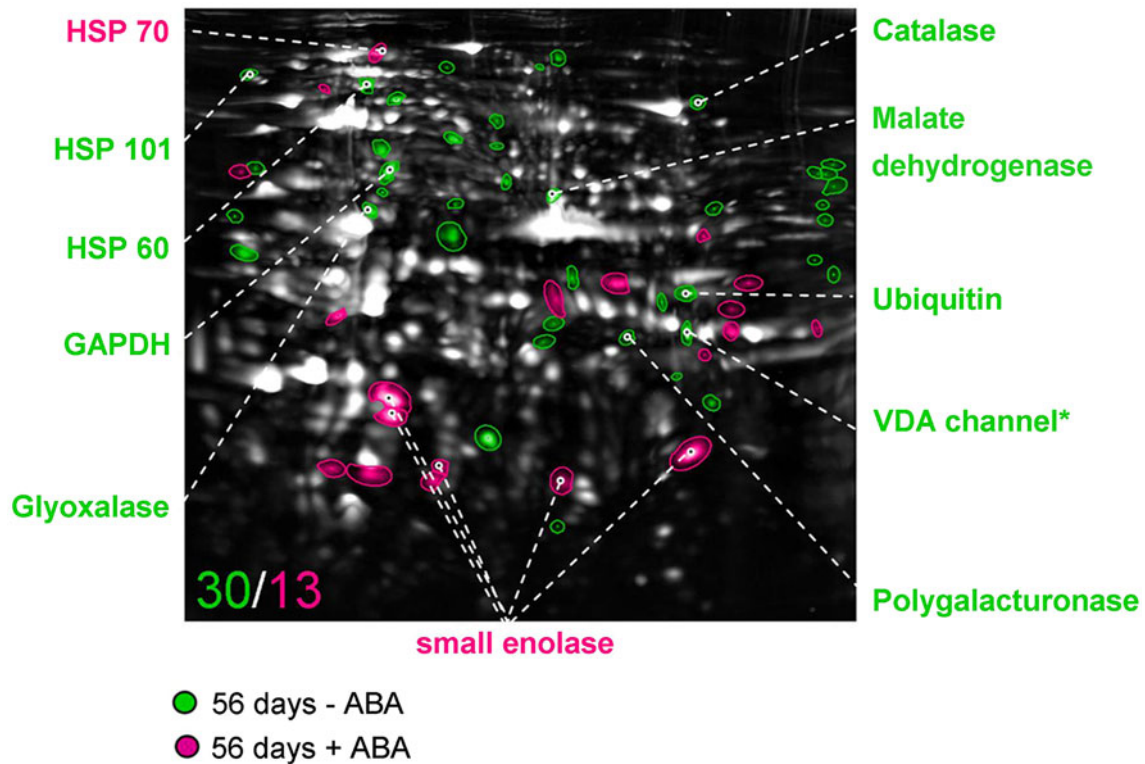 HSP 70
HSP 101
HSP 60
GAPDH
Glyoxalase
Catalase
Malate
dehydrogenase
Ubiquitin
VDA channel*
Polygalacturonase
30/13
small enolase
56 days - ABA
56 days + ABA